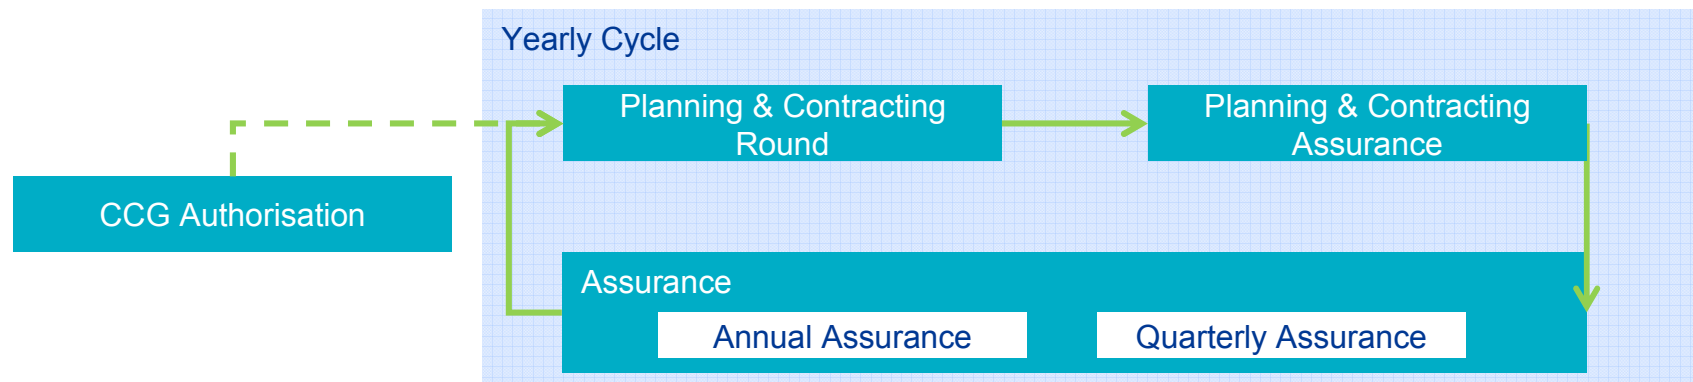 Yearly Cycle
Planning & Contracting
Round
Planning & Contracting
Assurance
CCG Authorisation
Assurance
Annual Assurance
Quarterly Assurance